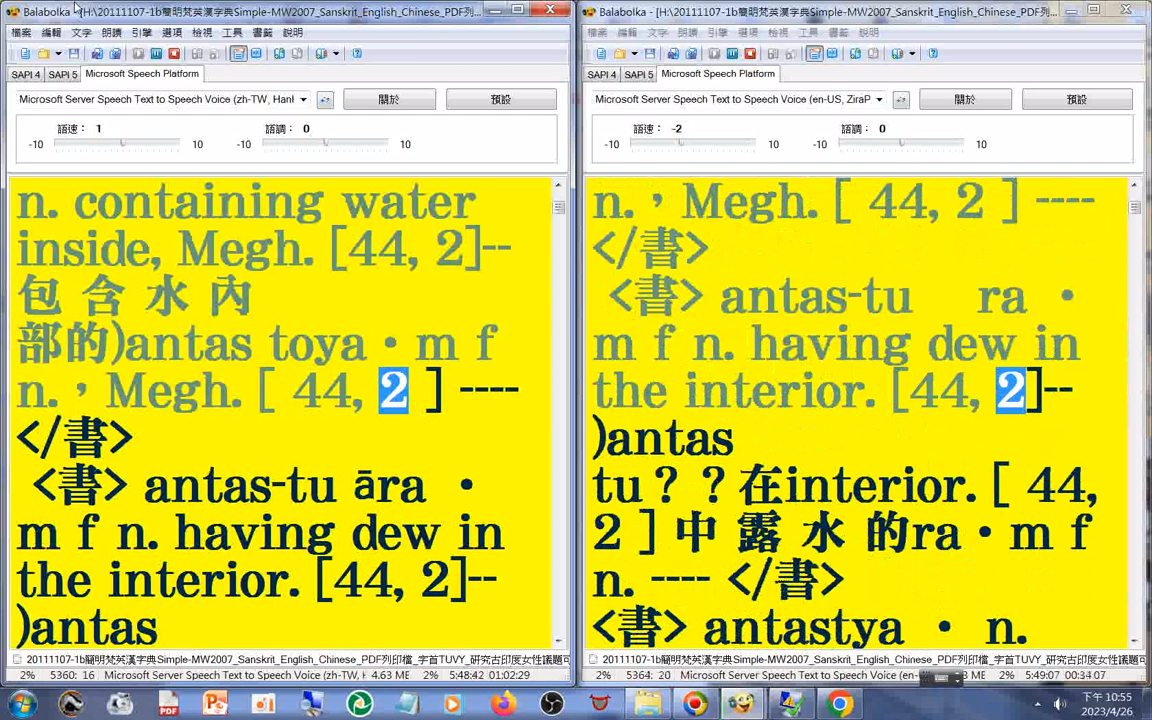 Balabolka - [H:\20111107-1b簡明梵英漢字典Simple-MW2007_Sanskrit_English_Chinese_PDF列...
檔案 編輯 文字 朗讀 引擎 選項 檢視 工具 書籤 說明
SAPI 4 SAPI 5 Microsoft Speech Platform
Microsoft Server Speech Text to Speech Voice (zh-TW, Hanl
關於 預設
語速： 1 語調： 0
-10 10 -10 10
n. containing water
inside, Megh. [44, 2]--
包 含 水 內
部的)antas toya•m f
n.，Megh. [ 44, 2 ] ----
</書>
<書> antas-tu āra •
m f n. having dew in
the interior. [44, 2]--
)antas
20111107-1b簡明梵英漢字典Simple-MW2007_Sanskrit_English_Chinese_PDF列印檔_字首TUVY_研究古印度女性議題可
2% 5360: 16 Microsoft Server Speech Text to Speech Voice (zh-TW, H 4.63 ME 2% 5:48:42 01:02:29
Balabolka - [H:\20111107-1b簡明梵英漢字典Simple-MW2007_Sanskrit_English_Chinese_PDF列...
檔案 編輯 文字 朗讀 引擎 選項 檢視 工具 書籤 說明
SAPI 4 SAPI 5 Microsoft Speech Platform
Microsoft Server Speech Text to Speech Voice (en-US, ZiraP
關於 預設
語速： -2 語調： 0
-10 10 -10 10
n.，Megh. [ 44, 2 ] ----
</書>
<書> antas-tu ra •
m f n. having dew in
the interior. [44, 2]--
)antas
tu？？在interior. [ 44,
2 ] 中 露 水 的ra•m f
n. ---- </書>
<書> antastya • n.
20111107-1b簡明梵英漢字典Simple-MW2007_Sanskrit_English_Chinese_PDF列印檔_字首TUVY_研究古印度女性議題可
2% 5364: 20 Microsoft Server Speech Text to Speech Voice (en-US, 2% 5:49:07 00:34:07
PDF
下午 10:55
2023/4/26